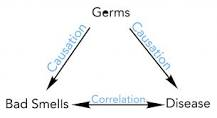 Germs
Causation
Causation
Bad Smells
Correlation
Disease